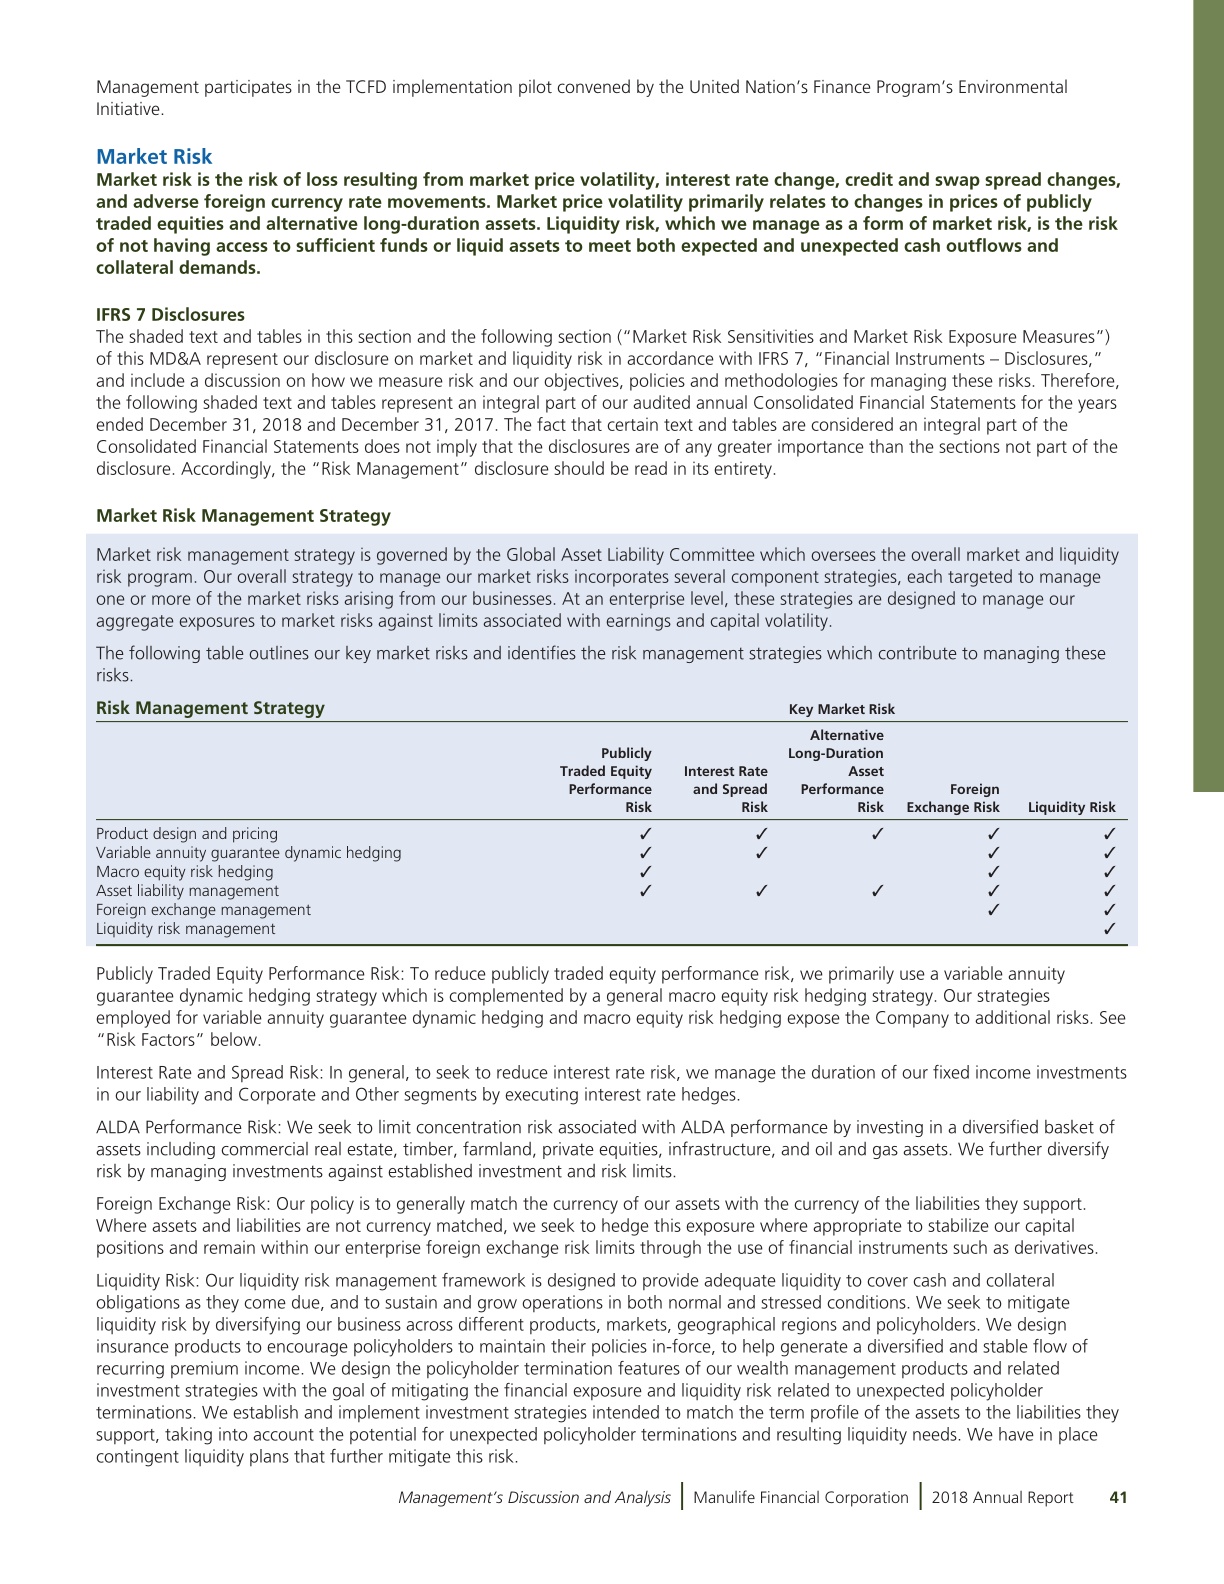 Management participates in the TCFD implementation pilot convened by the United Nation’s Finance Program’s Environmental
Initiative.
Market Risk
Market risk is the risk of loss resulting from market price volatility, interest rate change, credit and swap spread changes,
and adverse foreign currency rate movements. Market price volatility primarily relates to changes in prices of publicly
traded equities and alternative long-duration assets. Liquidity risk, which we manage as a form of market risk, is the risk
of not having access to sufficient funds or liquid assets to meet both expected and unexpected cash outflows and
collateral demands.
IFRS 7 Disclosures
The shaded text and tables in this section and the following section (“Market Risk Sensitivities and Market Risk Exposure Measures”)
of this MD&A represent our disclosure on market and liquidity risk in accordance with IFRS 7, “Financial Instruments – Disclosures,”
and include a discussion on how we measure risk and our objectives, policies and methodologies for managing these risks. Therefore,
the following shaded text and tables represent an integral part of our audited annual Consolidated Financial Statements for the years
ended December 31, 2018 and December 31, 2017. The fact that certain text and tables are considered an integral part of the
Consolidated Financial Statements does not imply that the disclosures are of any greater importance than the sections not part of the
disclosure. Accordingly, the “Risk Management” disclosure should be read in its entirety.
Market Risk Management Strategy
Market risk management strategy is governed by the Global Asset Liability Committee which oversees the overall market and liquidity
risk program. Our overall strategy to manage our market risks incorporates several component strategies, each targeted to manage
one or more of the market risks arising from our businesses. At an enterprise level, these strategies are designed to manage our
aggregate exposures to market risks against limits associated with earnings and capital volatility.
The following table outlines our key market risks and identifies the risk management strategies which contribute to managing these
risks.
Risk Management Strategy Key Market Risk
Alternative
Publicly Long-Duration
Traded Equity Interest Rate Asset
Performance and Spread Performance Foreign
Risk Risk Risk Exchange Risk Liquidity Risk
Product design and pricing ✓ ✓ ✓ ✓ ✓
Variable annuity guarantee dynamic hedging ✓ ✓ ✓ ✓
Macro equity risk hedging ✓ ✓ ✓
Asset liability management ✓ ✓ ✓ ✓ ✓
Foreign exchange management ✓ ✓
Liquidity risk management ✓
Publicly Traded Equity Performance Risk: To reduce publicly traded equity performance risk, we primarily use a variable annuity
guarantee dynamic hedging strategy which is complemented by a general macro equity risk hedging strategy. Our strategies
employed for variable annuity guarantee dynamic hedging and macro equity risk hedging expose the Company to additional risks. See
“Risk Factors” below.
Interest Rate and Spread Risk: In general, to seek to reduce interest rate risk, we manage the duration of our fixed income investments
in our liability and Corporate and Other segments by executing interest rate hedges.
ALDA Performance Risk: We seek to limit concentration risk associated with ALDA performance by investing in a diversified basket of
assets including commercial real estate, timber, farmland, private equities, infrastructure, and oil and gas assets. We further diversify
risk by managing investments against established investment and risk limits.
Foreign Exchange Risk: Our policy is to generally match the currency of our assets with the currency of the liabilities they support.
Where assets and liabilities are not currency matched, we seek to hedge this exposure where appropriate to stabilize our capital
positions and remain within our enterprise foreign exchange risk limits through the use of financial instruments such as derivatives.
Liquidity Risk: Our liquidity risk management framework is designed to provide adequate liquidity to cover cash and collateral
obligations as they come due, and to sustain and grow operations in both normal and stressed conditions. We seek to mitigate
liquidity risk by diversifying our business across different products, markets, geographical regions and policyholders. We design
insurance products to encourage policyholders to maintain their policies in-force, to help generate a diversified and stable flow of
recurring premium income. We design the policyholder termination features of our wealth management products and related
investment strategies with the goal of mitigating the financial exposure and liquidity risk related to unexpected policyholder
terminations. We establish and implement investment strategies intended to match the term profile of the assets to the liabilities they
support, taking into account the potential for unexpected policyholder terminations and resulting liquidity needs. We have in place
contingent liquidity plans that further mitigate this risk.
Management’s Discussion and Analysis | Manulife Financial Corporation | 2018 Annual Report 41